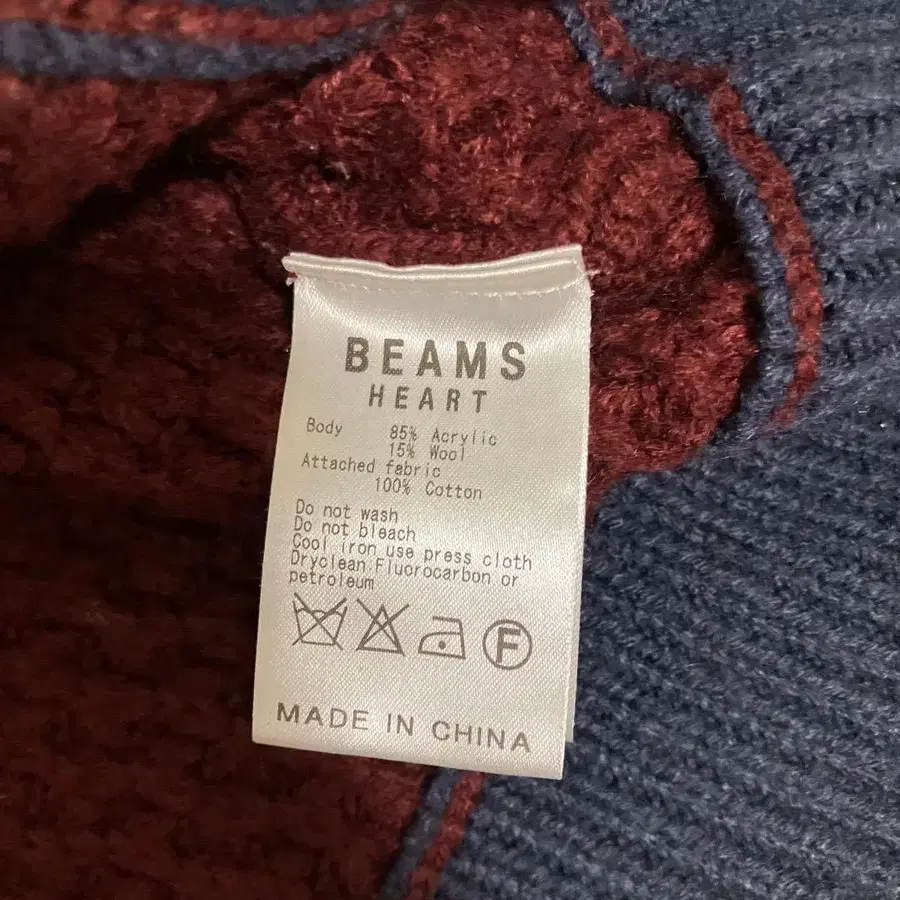 BEAMS
HEART
Body 85% Acrylic
15% Wool
Attached fabric
100% Cotton
Do not wash
Do not bleach
Cool iron use press cloth
Dryclean Fluorocarbon or
petroleum
F
MADE IN CHINA